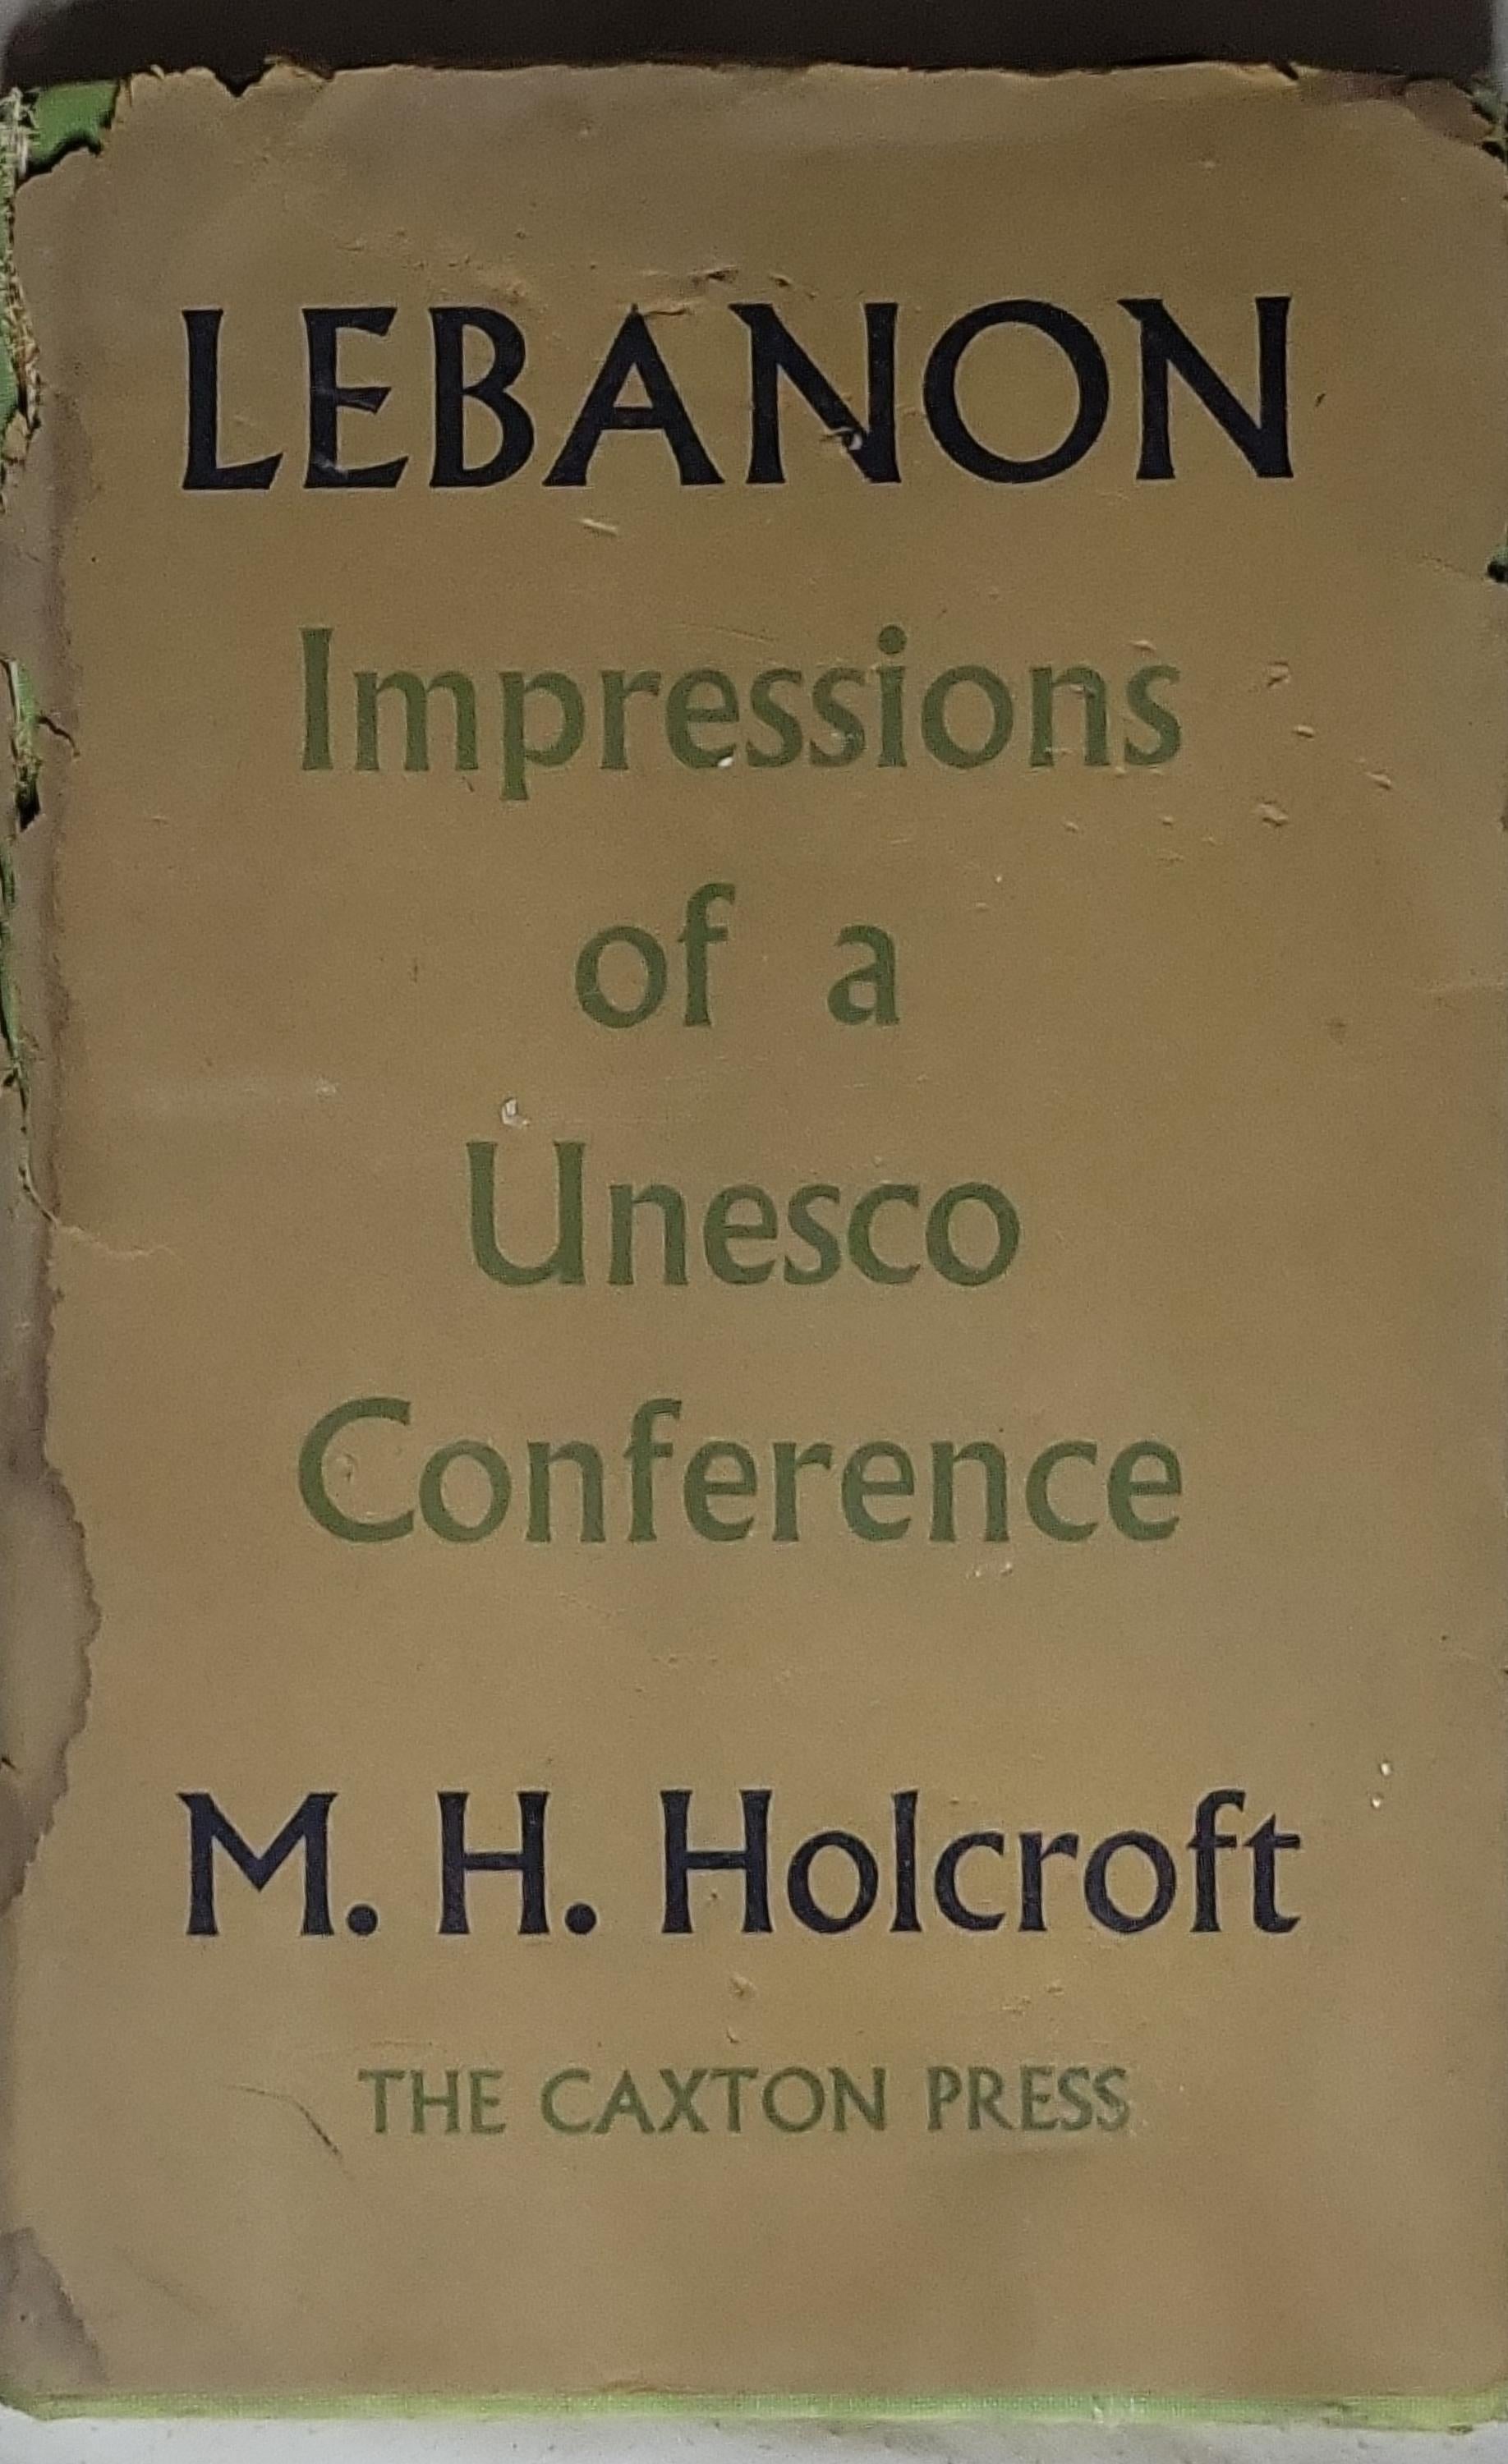 LEBANON
Impressions
of a
Unesco
Conference
M. H. Holcroft
THE CAXTON PRESS